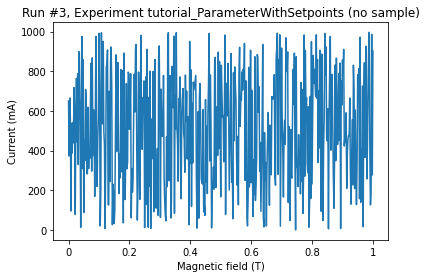 Run #3, Experiment tutorial_ParameterWithSetpoints (no sample)
1000
800
600
400
200
0
Current (mA)
0 0.2 0.4 0.6 0.8 1
Magnetic field (T)